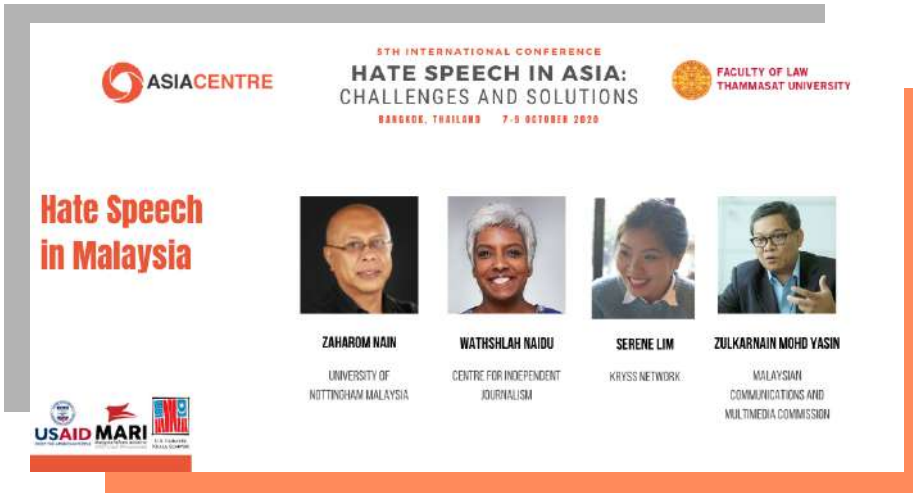 5TH INTERNATIONAL CONFERENCE
HATE SPEECH IN ASIA:
CHALLENGES AND SOLUTIONS
BANGKOK, THAILAND 7-9 OCTOBER 2020
ASIACENTRE
FACULTY OF LAW
THAMMASAT UNIVERSITY
Hate Speech
in Malaysia
ZAHAROM NAIN
UNIVERSITY OF
NOTTINGHAM MALAYSIA
WATHSHLAH NAIDU
CENTRE FOR INDEPENDENT
JOURNALISM
SERENE LIM
KRYSS NETWORK
ZULKARNAIN MOHD YASIN
MALAYSIAN
COMMUNICATIONS AND
MULTIMEDIA COMMISSION
USAID
MARI